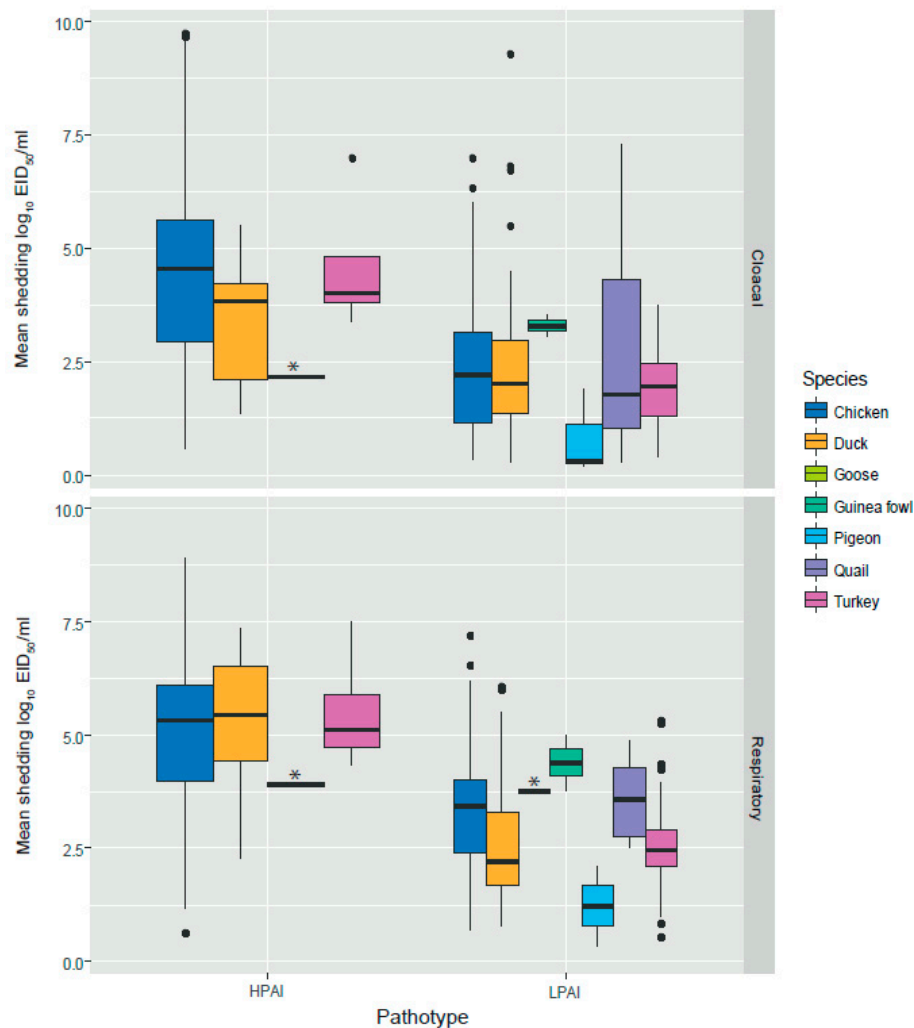 10.0
7.5
5.0
2.5
0.0
Mean shedding log₁₀ EID₅₀/ml
*
Cloacal
10.0
7.5
5.0
2.5
0.0
Mean shedding log₁₀ EID₅₀/ml
*
*
Respiratory
HPAI
LPAI
Pathotype
Species
Chicken
Duck
Goose
Guinea fowl
Pigeon
Quail
Turkey